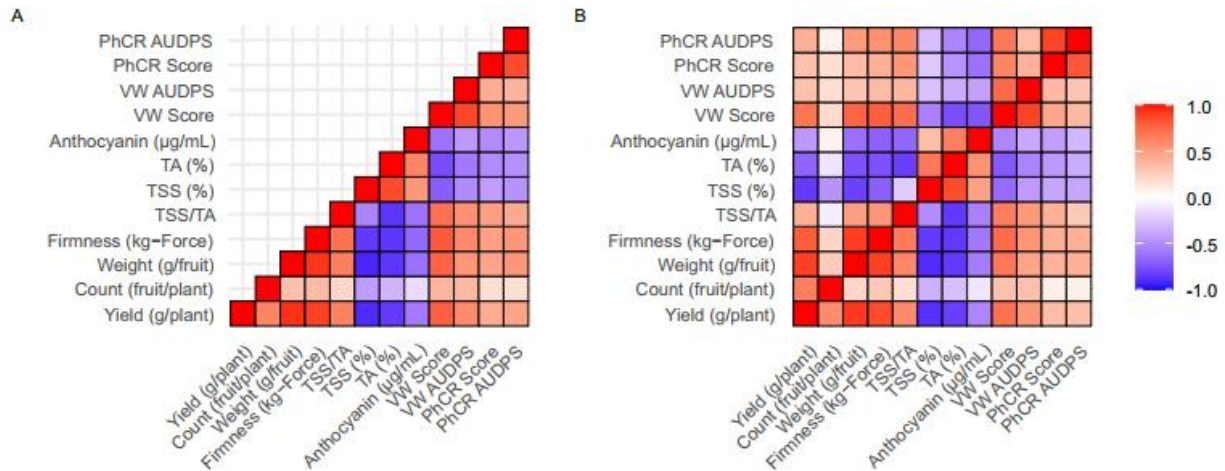 A
PhCR AUDPS
PhCR Score
VW AUDPS
VW Score
Anthocyanin (µg/mL)
TA (%)
TSS (%)
TSS/TA
Firmness (kg−Force)
Weight (g/fruit)
Count (fruit/plant)
Yield (g/plant)
Yield (g/plant)
Count (fruit/plant)
Weight (g/fruit)
Firmness (kg−Force)
TSS/TA
TSS (%)
TA (%)
Anthocyanin (µg/mL)
VW Score
VW AUDPS
PhCR Score
PhCR AUDPS
B
PhCR AUDPS
PhCR Score
VW AUDPS
VW Score
Anthocyanin (µg/mL)
TA (%)
TSS (%)
TSS/TA
Firmness (kg−Force)
Weight (g/fruit)
Count (fruit/plant)
Yield (g/plant)
Yield (g/plant)
Count (fruit/plant)
Weight (g/fruit)
Firmness (kg−Force)
TSS/TA
TSS (%)
TA (%)
Anthocyanin (µg/mL)
VW Score
VW AUDPS
PhCR Score
PhCR AUDPS
1.0
0.5
0.0
-0.5
-1.0